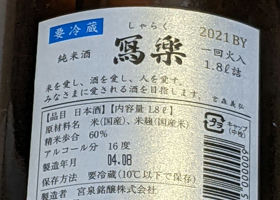 要冷蔵
しゃらく
2021BY
純米酒
寫樂
一回火入
1.8ℓ詰
米を愛し、酒を愛し、人を愛す。
みなさまに愛される酒を目指します。
宮森義弘
【品目 日本酒】【内容量 1.8ℓ】
原材料名 米(国産)、米麹(国産米)
精米歩合 60%
アルコール分 16度
製造年月 04.08
保存方法 要冷蔵(10℃以下で保存)
製造者 宮泉銘醸株式会社
キャップ
(中栓)